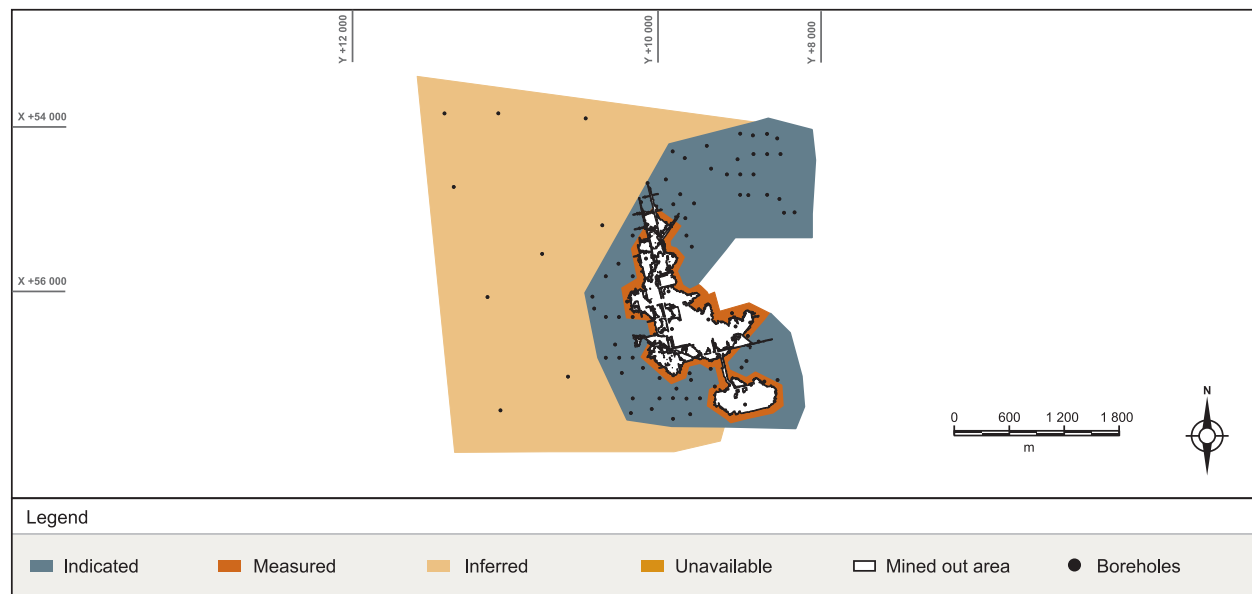 Y +12 000
Y +10 000
Y +8 000
X +54 000
X +56 000
N
0 600 1 200 1 800
m
Legend
Indicated Measured Inferred Unavailable Mined out area Boreholes